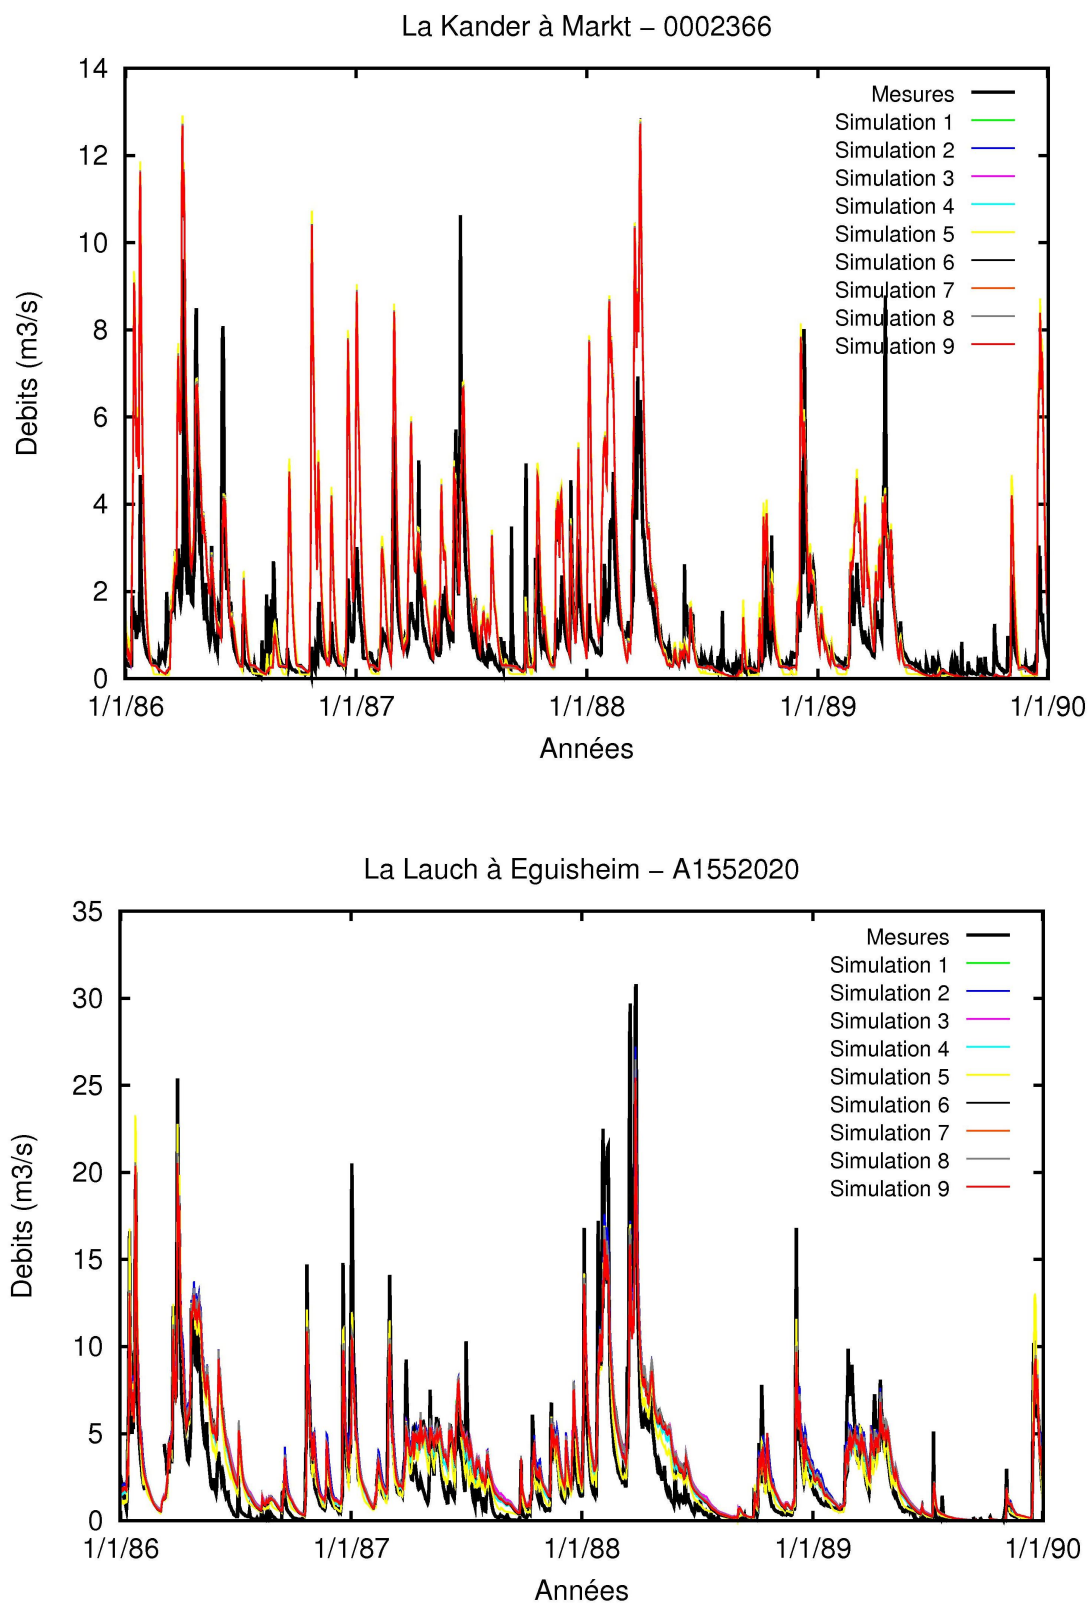 La Kander à Markt – 0002366
14
12
10
8
6
4
2
0
Debits (m3/s)
Mesures
Simulation 1
Simulation 2
Simulation 3
Simulation 4
Simulation 5
Simulation 6
Simulation 7
Simulation 8
Simulation 9
1/1/86 1/1/87 1/1/88 1/1/89 1/1/90
Années
La Lauch à Eguisheim – A1552020
35
30
25
20
15
10
5
0
Debits (m3/s)
Mesures
Simulation 1
Simulation 2
Simulation 3
Simulation 4
Simulation 5
Simulation 6
Simulation 7
Simulation 8
Simulation 9
1/1/86 1/1/87 1/1/88 1/1/89 1/1/90
Années